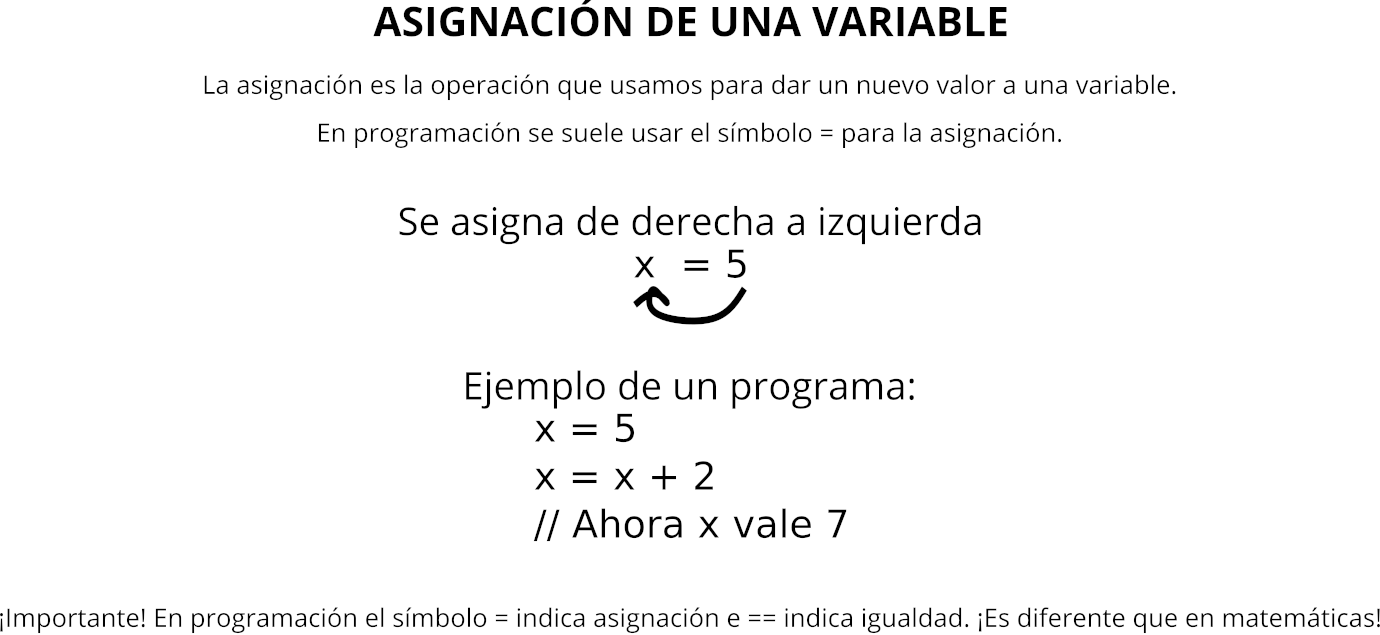 ASIGNACIÓN DE UNA VARIABLE
La asignación es la operación que usamos para dar un nuevo valor a una variable.
En programación se suele usar el símbolo = para la asignación.
Se asigna de derecha a izquierda
x = 5
Ejemplo de un programa:
x = 5
x = x + 2
// Ahora x vale 7
¡Importante! En programación el símbolo = indica asignación e == indica igualdad. ¡Es diferente que en matemáticas!